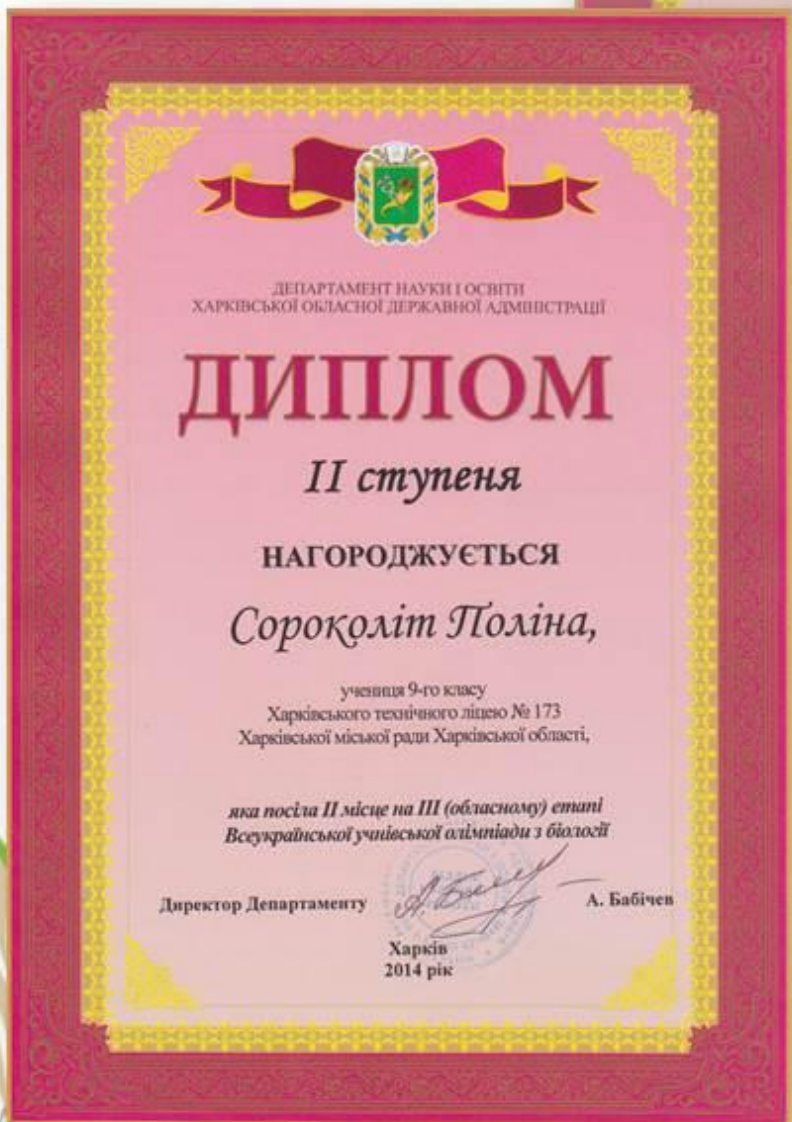 ДЕПАРТАМЕНТ НАУКИ І ОСВІТИ
ХАРКІВСЬКОЇ ОБЛАСНОЇ ДЕРЖАВНОЇ АДМІНІСТРАЦІЇ
ДИПЛОМ
ІІ ступеня
НАГОРОДЖУЄТЬСЯ
Сороколіт Поліна,
учениця 9-го класу
Харківського технічного ліцею № 173
Харківської міської ради Харківської області,
яка посіла ІІ місце на ІІІ (обласному) етапі
Всеукраїнської учнівської олімпіади з біології
Директор Департаменту А. Бабічев
Харків
2014 рік